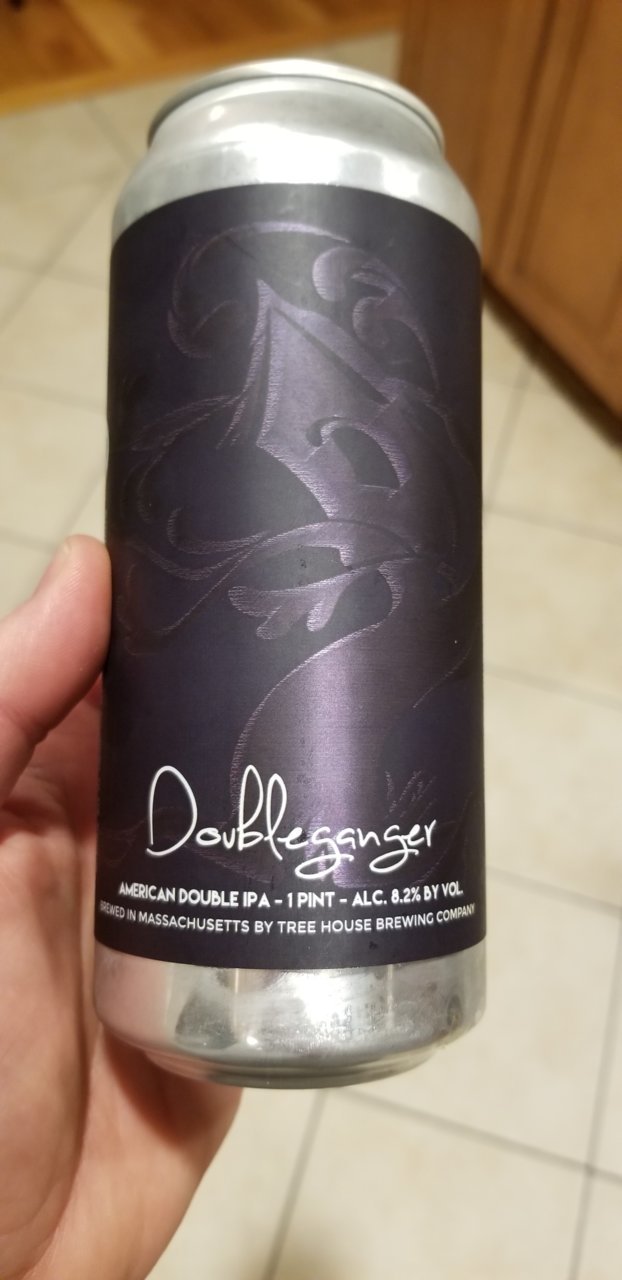 Doubleganger
AMERICAN DOUBLE IPA - 1 PINT - ALC. 8.2% BY VOL.
BREWED IN MASSACHUSETTS BY TREE HOUSE BREWING COMPANY